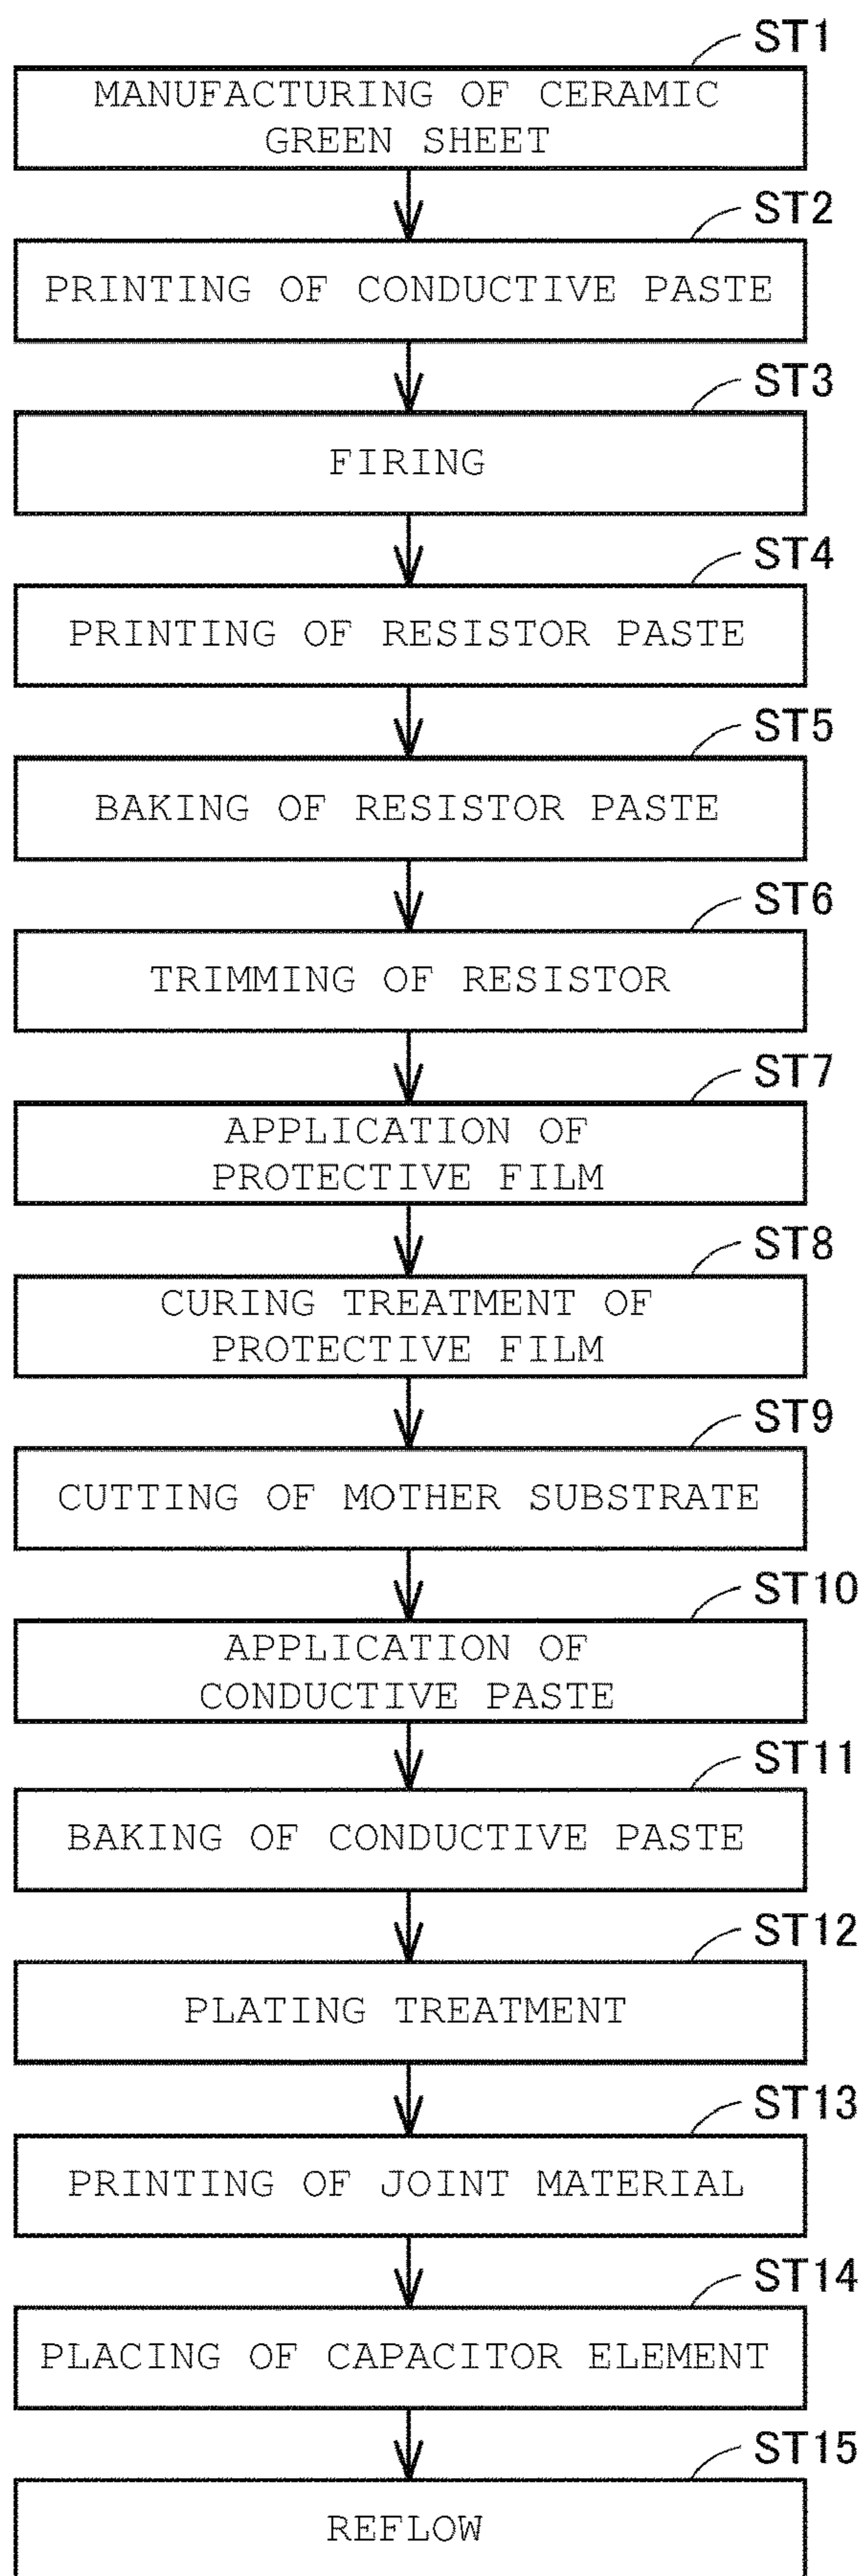 ST1
MANUFACTURING OF CERAMIC
GREEN SHEET
ST2
PRINTING OF CONDUCTIVE PASTE
ST3
FIRING
ST4
PRINTING OF RESISTOR PASTE
ST5
BAKING OF RESISTOR PASTE
ST6
TRIMMING OF RESISTOR
ST7
APPLICATION OF
PROTECTIVE FILM
ST8
CURING TREATMENT OF
PROTECTIVE FILM
ST9
CUTTING OF MOTHER SUBSTRATE
ST10
APPLICATION OF
CONDUCTIVE PASTE
ST11
BAKING OF CONDUCTIVE PASTE
ST12
PLATING TREATMENT
ST13
PRINTING OF JOINT MATERIAL
ST14
PLACING OF CAPACITOR ELEMENT
ST15
REFLOW